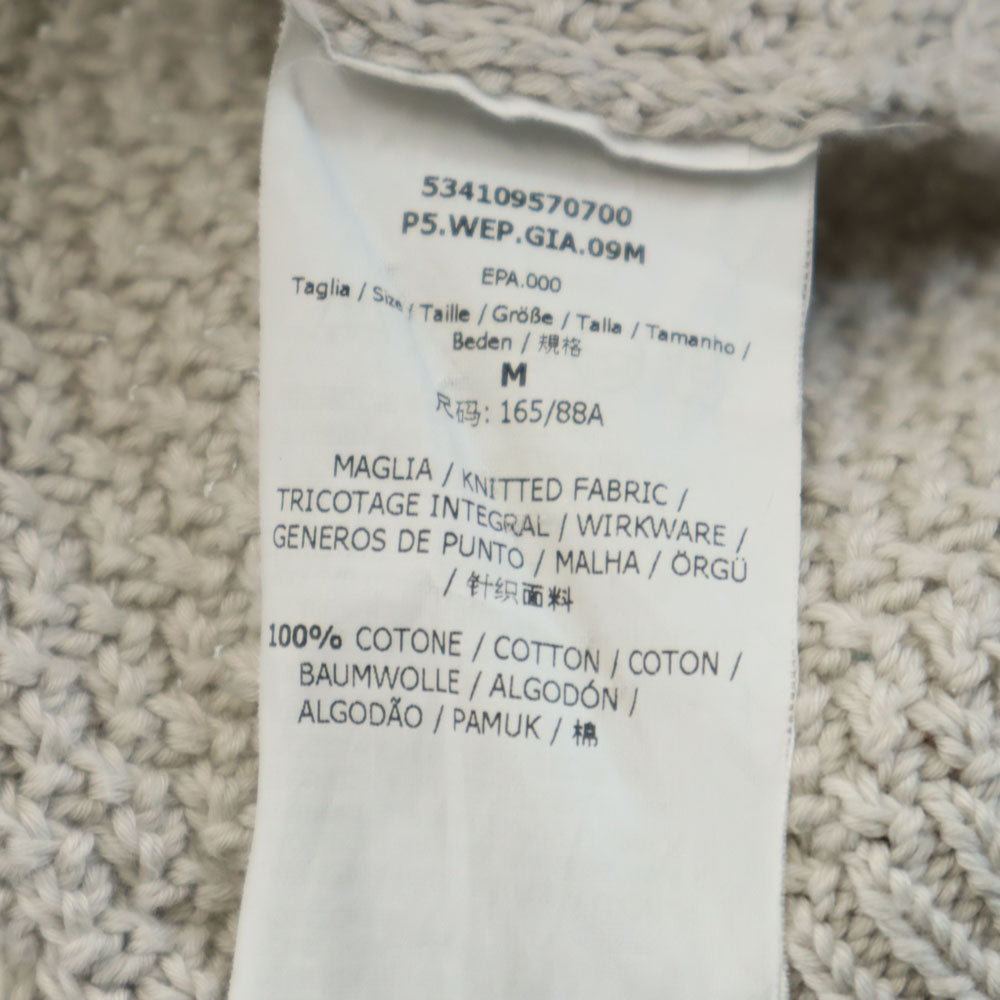 534109570700
P5.WEP.GIA.09M
EPA.000
Taglia / Size / Taille / Größe / Talla / Tamanho /
Beden / 规格
M
尺码: 165/88A
MAGLIA / KNITTED FABRIC /
TRICOTAGE INTEGRAL / WIRKWARE /
GENEROS DE PUNTO / MALHA / ÖRGÜ
/ 针织面料
100% COTONE / COTTON / COTON /
BAUMWOLLE / ALGODÓN /
ALGODÃO / PAMUK / 棉